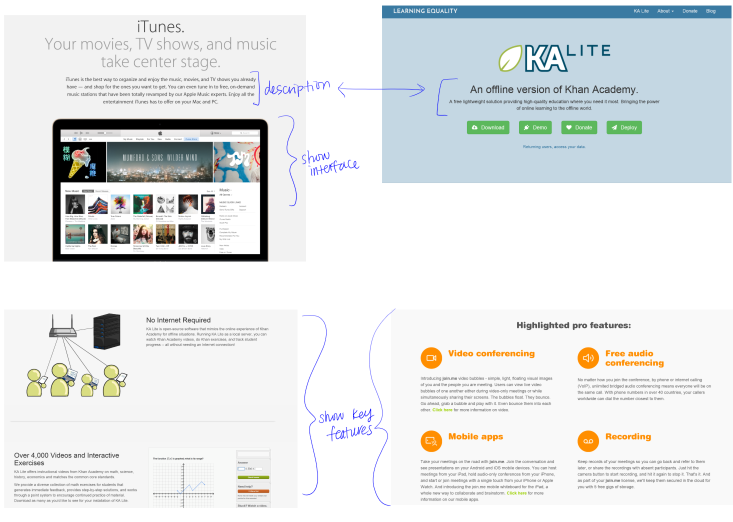 iTunes.
Your movies, TV shows, and music
take center stage.
iTunes is the best way to organize and enjoy the music, movies, and TV shows you already
have — and shop for the ones you want to get. You can even tune in to free, on-demand
music stations that have been totally revamped by our Apple Music experts. Enjoy all the
entertainment iTunes has to offer on your Mac and PC.
description
MUMFORD & SONS WILDER MIND
模糊
show
interface
LEARNING EQUALITY
KA Lite About Donate Blog
KA LITE
An offline version of Khan Academy.
A free lightweight solution providing high-quality education where you need it most. Bringing the power
of online learning to the offline world.
Download Demo Donate Deploy
Returning users, access your data.
No Internet Required
KA Lite is open-source software that mimics the online experience of Khan
Academy for offline situations. Running KA Lite as a local server, you can
watch Khan Academy videos, do Khan exercises, and track student
progress – all without needing an Internet connection!
Over 4,000 Videos and Interactive
Exercises
KA Lite offers instructional videos from Khan Academy on math, science,
history, economics and matches the common core standards.
We provide a diverse collection of math exercises for students that
generates immediate feedback, provides step-by-step solutions, and works
through a point system to encourage continued practice of material.
Download as many as you'd like to see for your installation of KA Lite.
show key
features
Highlighted pro features:
Video conferencing
Introducing join.me video bubbles - simple, light, floating visual images
of you and the people you are meeting. Users can view live video
bubbles of one another either during video-only meetings or while
simultaneously sharing their screens. The bubbles float. They bounce.
Go ahead, grab a bubble and play with it. Even bounce them into each
other. Click here for more information on video.
Free audio
conferencing
No matter how you join the conference, by phone or internet calling
(VoIP), unlimited bridged audio conferencing means everyone will be on
the same call. With phone numbers in over 40 countries, your callers
worldwide can dial the number closest to them.
Mobile apps
Take your meetings on the road with join.me. Join the conversation and
see presentations on your Android and iOS mobile devices. You can host
meetings from your iPad, hold audio-only conferences from your iPhone,
and start or join meetings with a single touch from your iPhone or Apple
Watch. And introducing the join.me mobile whiteboard for the iPad, a
whole new way to collaborate and brainstorm. Click here for more
information on our mobile apps.
Recording
Keep records of your meetings so you can go back and refer to them
later, or share the recordings with absent participants. Just hit the
camera button to start recording, and hit it again to stop it. That's it. And
as part of your join.me license, we'll keep them secured in the cloud for
you with 5 free gigs of storage.